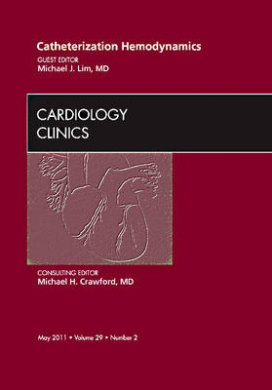 Catheterization Hemodynamics
GUEST EDITOR
Michael J. Lim, MD
CARDIOLOGY
CLINICS
CONSULTING EDITOR
Michael H. Crawford, MD
May 2011 • Volume 29 • Number 2